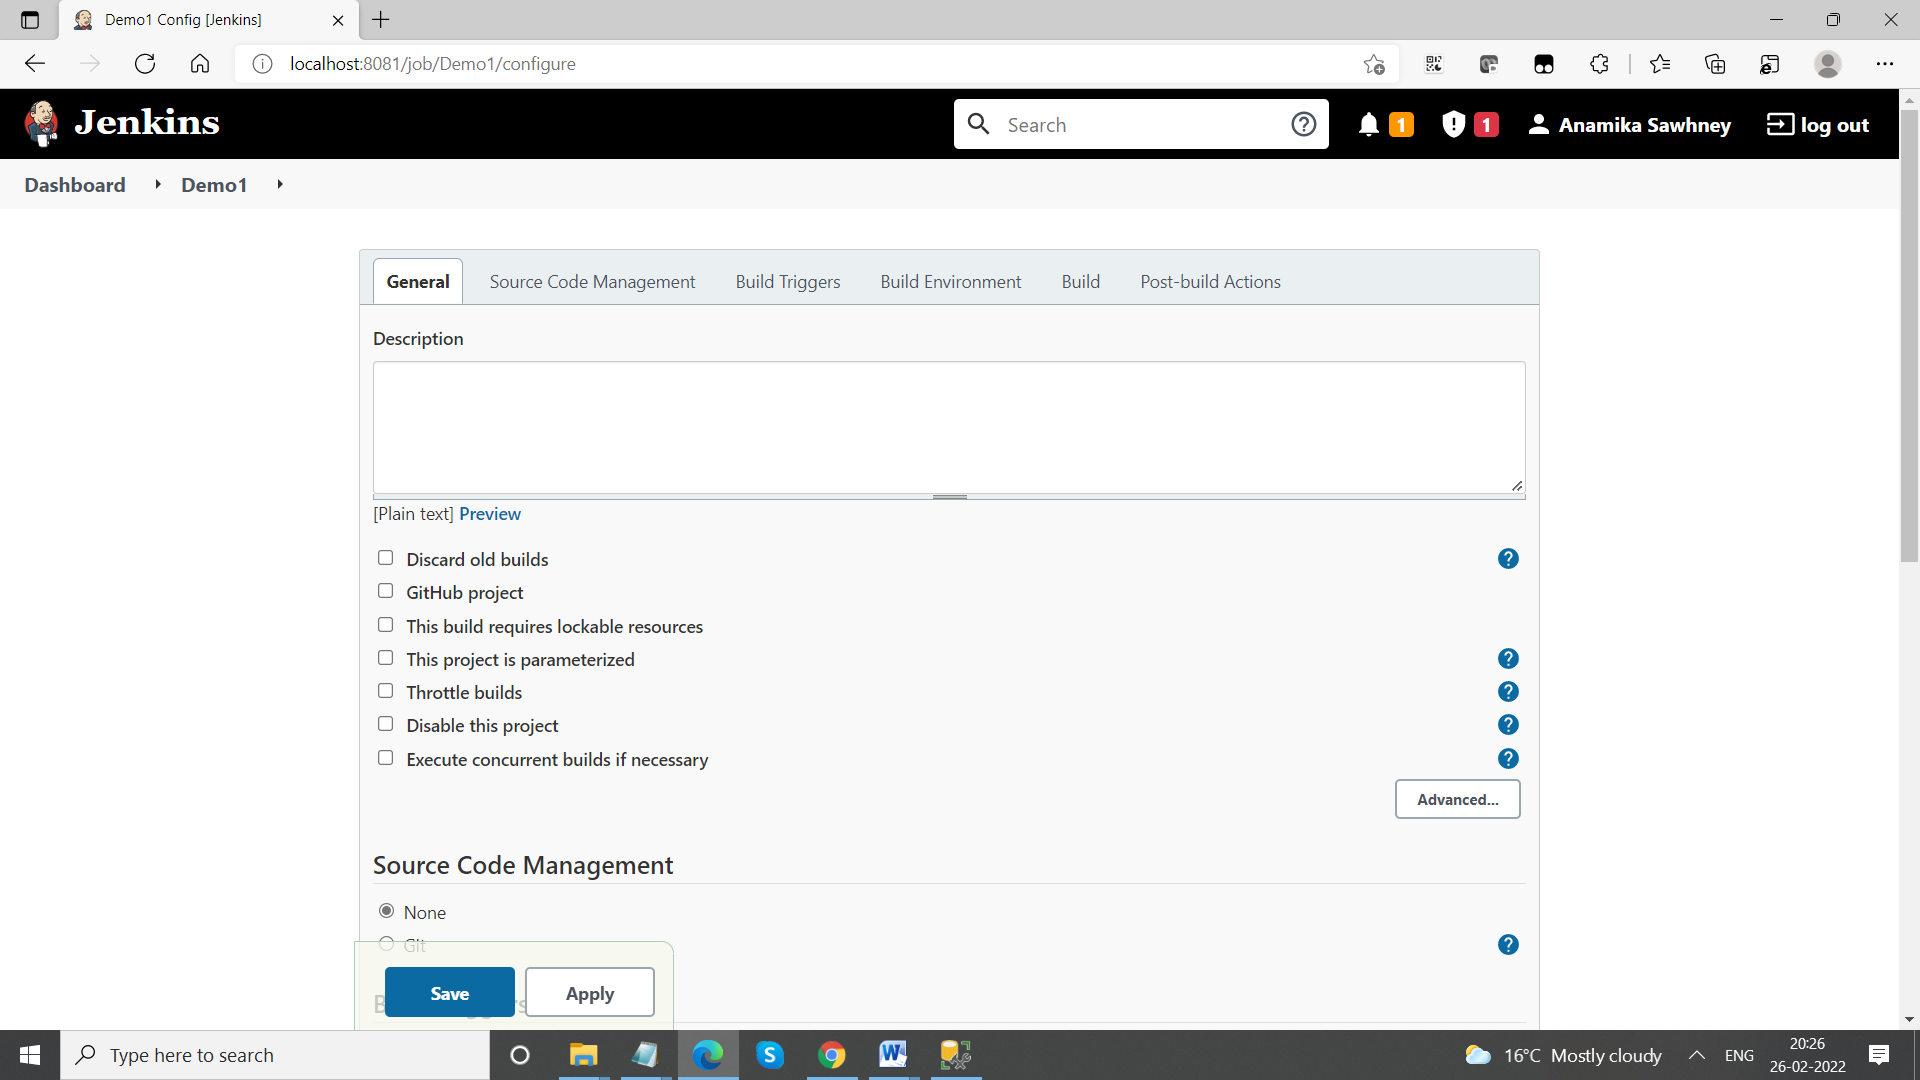 Demo1 Config [Jenkins]
localhost:8081/job/Demo1/configure
Jenkins
Search
1
1
Anamika Sawhney
log out
Dashboard
Demo1
General
Source Code Management
Build Triggers
Build Environment
Build
Post-build Actions
Description
[Plain text] Preview
Discard old builds
GitHub project
This build requires lockable resources
This project is parameterized
Throttle builds
Disable this project
Execute concurrent builds if necessary
Advanced...
Source Code Management
None
Git
Save
Apply
Type here to search
16°C Mostly cloudy
ENG
20:26
26-02-2022